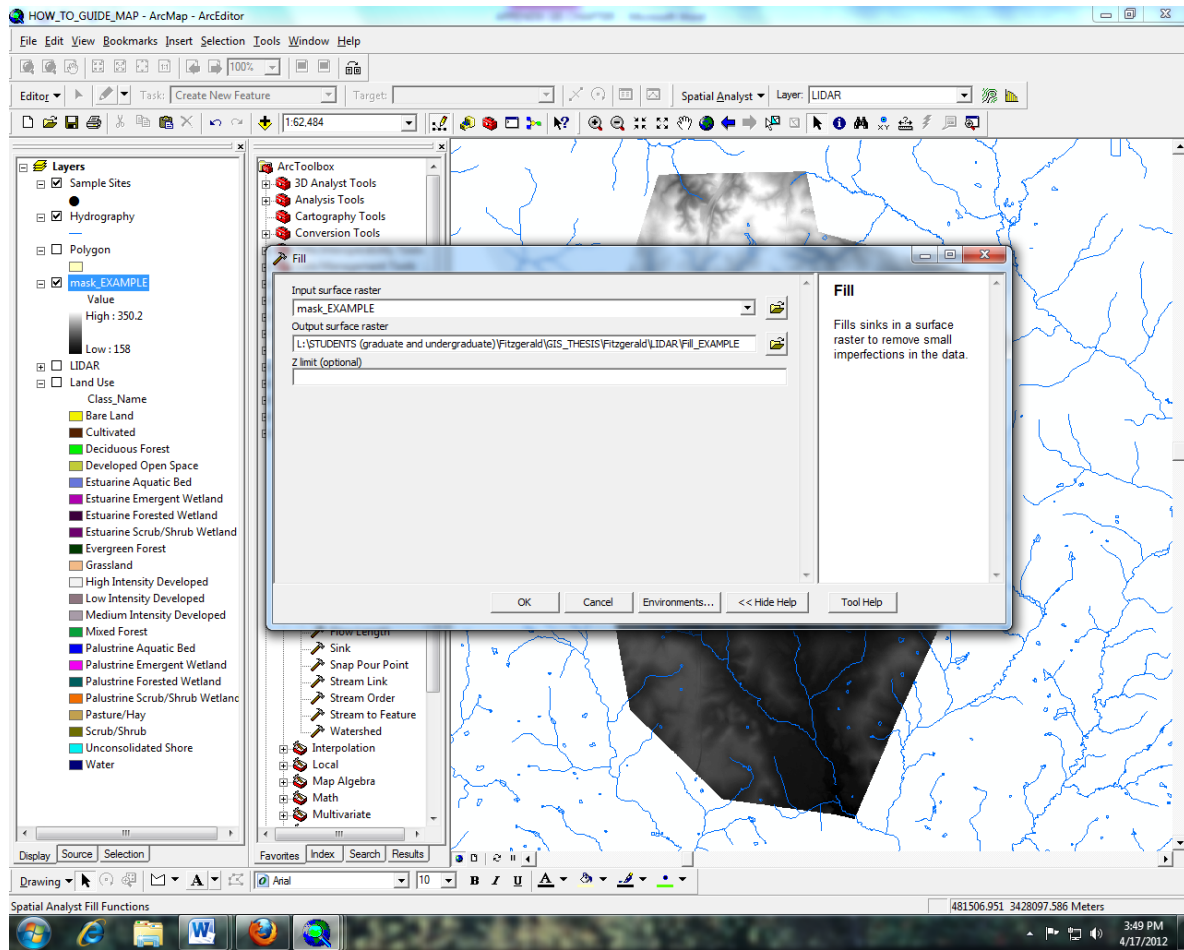 HOW_TO_GUIDE_MAP - ArcMap - ArcEditor
File Edit View Bookmarks Insert Selection Tools Window Help
100%
Editor Task: Create New Feature Target: Spatial Analyst Layer: LIDAR
1:62,484
Layers
Sample Sites
Hydrography
Polygon
mask_EXAMPLE
Value
High : 350.2
Low : 158
LIDAR
Land Use
Class_Name
Bare Land
Cultivated
Deciduous Forest
Developed Open Space
Estuarine Aquatic Bed
Estuarine Emergent Wetland
Estuarine Forested Wetland
Estuarine Scrub/Shrub Wetland
Evergreen Forest
Grassland
High Intensity Developed
Low Intensity Developed
Medium Intensity Developed
Mixed Forest
Palustrine Aquatic Bed
Palustrine Emergent Wetland
Palustrine Forested Wetland
Palustrine Scrub/Shrub Wetlanc
Pasture/Hay
Scrub/Shrub
Unconsolidated Shore
Water
Display Source Selection
ArcToolbox
3D Analyst Tools
Analysis Tools
Cartography Tools
Conversion Tools
Fill
Input surface raster
mask_EXAMPLE
Output surface raster
L:\STUDENTS (graduate and undergraduate)\Fitzgerald\GIS_THESIS\Fitzgerald\LIDAR\Fill_EXAMPLE
Z limit (optional)
Fill
Fills sinks in a surface
raster to remove small
imperfections in the data.
OK Cancel Environments... << Hide Help Tool Help
Flow Length
Sink
Snap Pour Point
Stream Link
Stream Order
Stream to Feature
Watershed
Interpolation
Local
Map Algebra
Math
Multivariate
Favorites Index Search Results
Drawing A Arial 10 B I U A
Spatial Analyst Fill Functions
481506.951 3428097.586 Meters
3:49 PM
4/17/2012